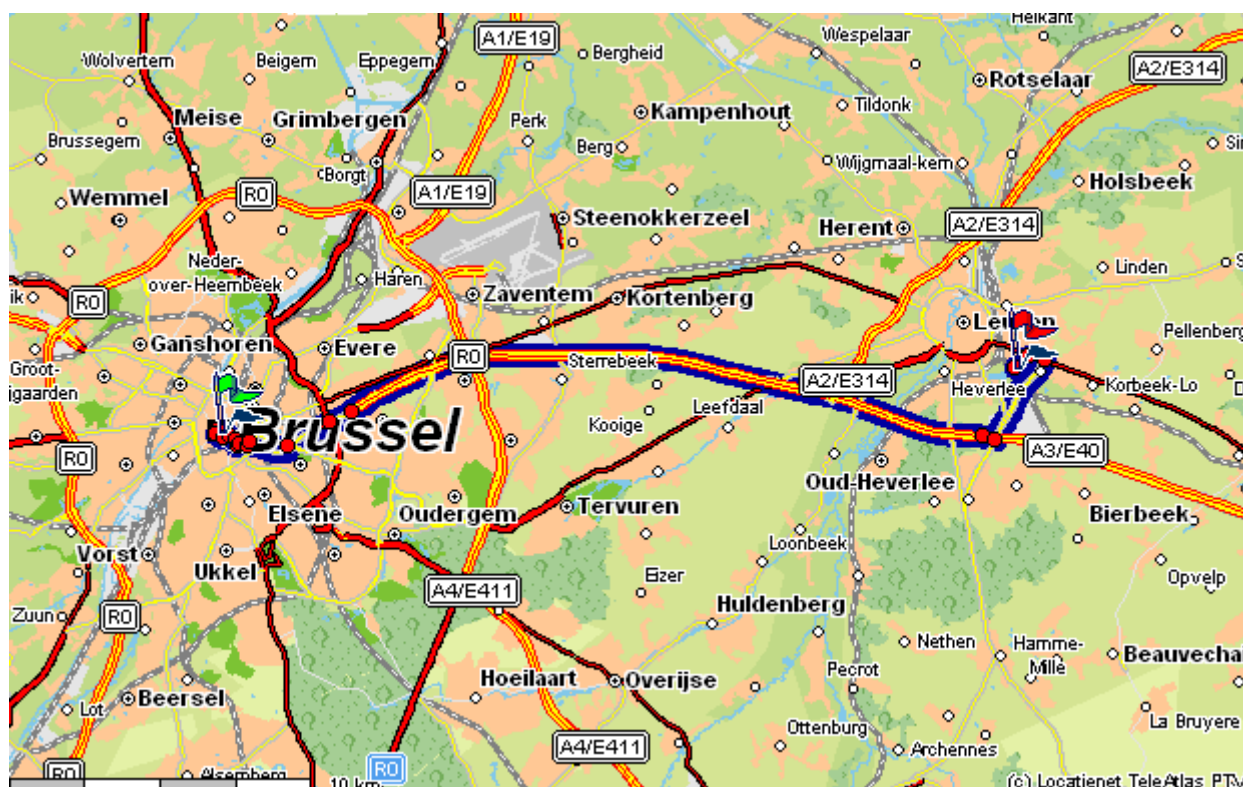 Helkant
Wespelaar
A1/E19
Wolvertem
Beigem
Eppegem
Bergheid
A2/E314
Rotselaar
Tildonk
Kampenhout
Meise
Grimbergen
Perk
Brussegem
Berg
Borgt
Wijgmaal-kern
Holsbeek
Wemmel
R0
A1/E19
Steenokkerzeel
Herent
A2/E314
Neder-
over-Heembeek
Haren
Linden
R0
Zaventem
Kortenberg
Ganshoren
Evere
R0
Sterrebeek
Pellenberg
Groot-
ijgaarden
A2/E314
Heverlee
Korbeek-Lo
Leefdaal
Kooige
Brussel
R0
A3/E40
Oud-Heverlee
Elsene
Oudergem
Tervuren
Bierbeek
Vorst
Ukkel
Loonbeek
Eizer
Opvelp
A4/E411
Huldenberg
Zuun
R0
Nethen
Hamme-
Mille
Beauvecha
Hoeilaart
Overijse
Pecrot
Beersel
Lot
La Bruyere
Ottenburg
A4/E411
Archennes
R0
R0
Alsemberg
10 km
(c) Locatienet TeleAtlas PTV